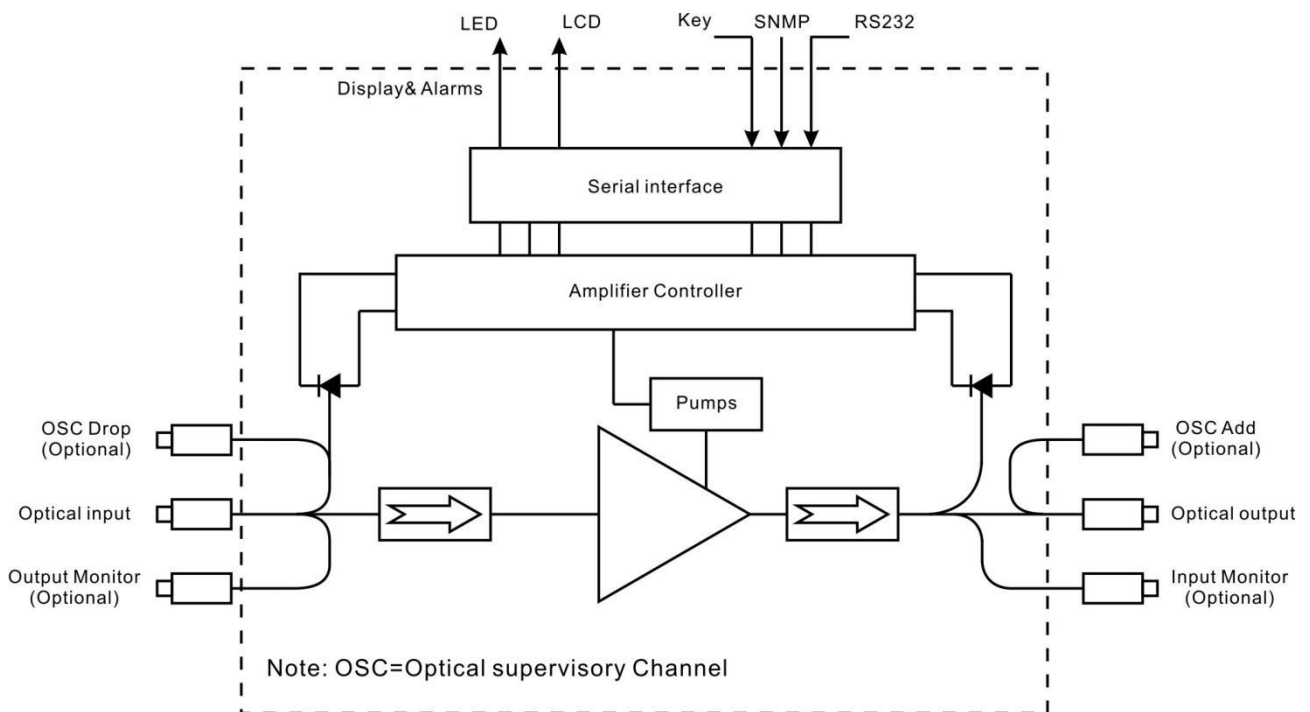 LED
LCD
Key
SNMP
RS232
Display& Alarms
Serial interface
Amplifier Controller
Pumps
OSC Drop
(Optional)
OSC Add
(Optional)
Optical input
Optical output
Output Monitor
(Optional)
Input Monitor
(Optional)
Note: OSC=Optical supervisory Channel